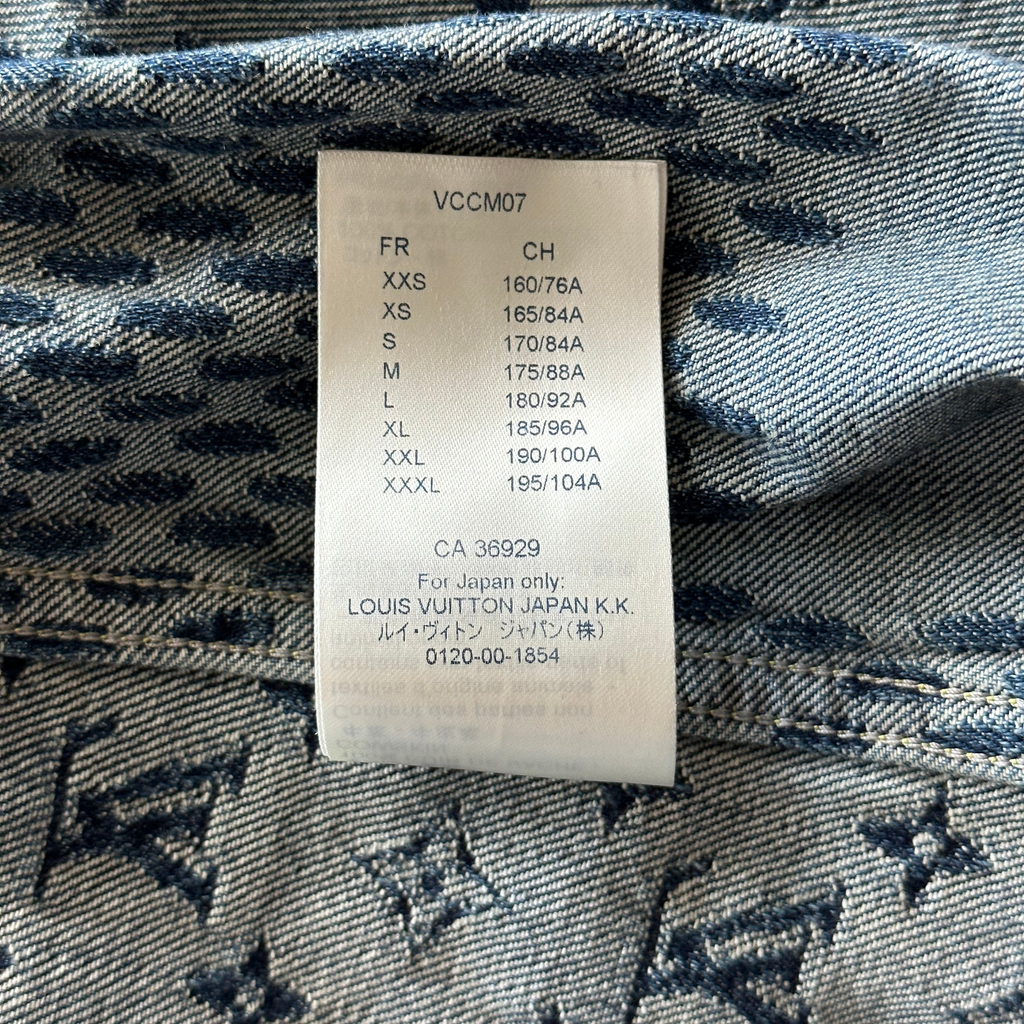 VCCM07
FR CH
XXS 160/76A
XS 165/84A
S 170/84A
M 175/88A
L 180/92A
XL 185/96A
XXL 190/100A
XXXL 195/104A
CA 36929
For Japan only:
LOUIS VUITTON JAPAN K.K.
ルイ・ヴィトン ジャパン(株)
0120-00-1854